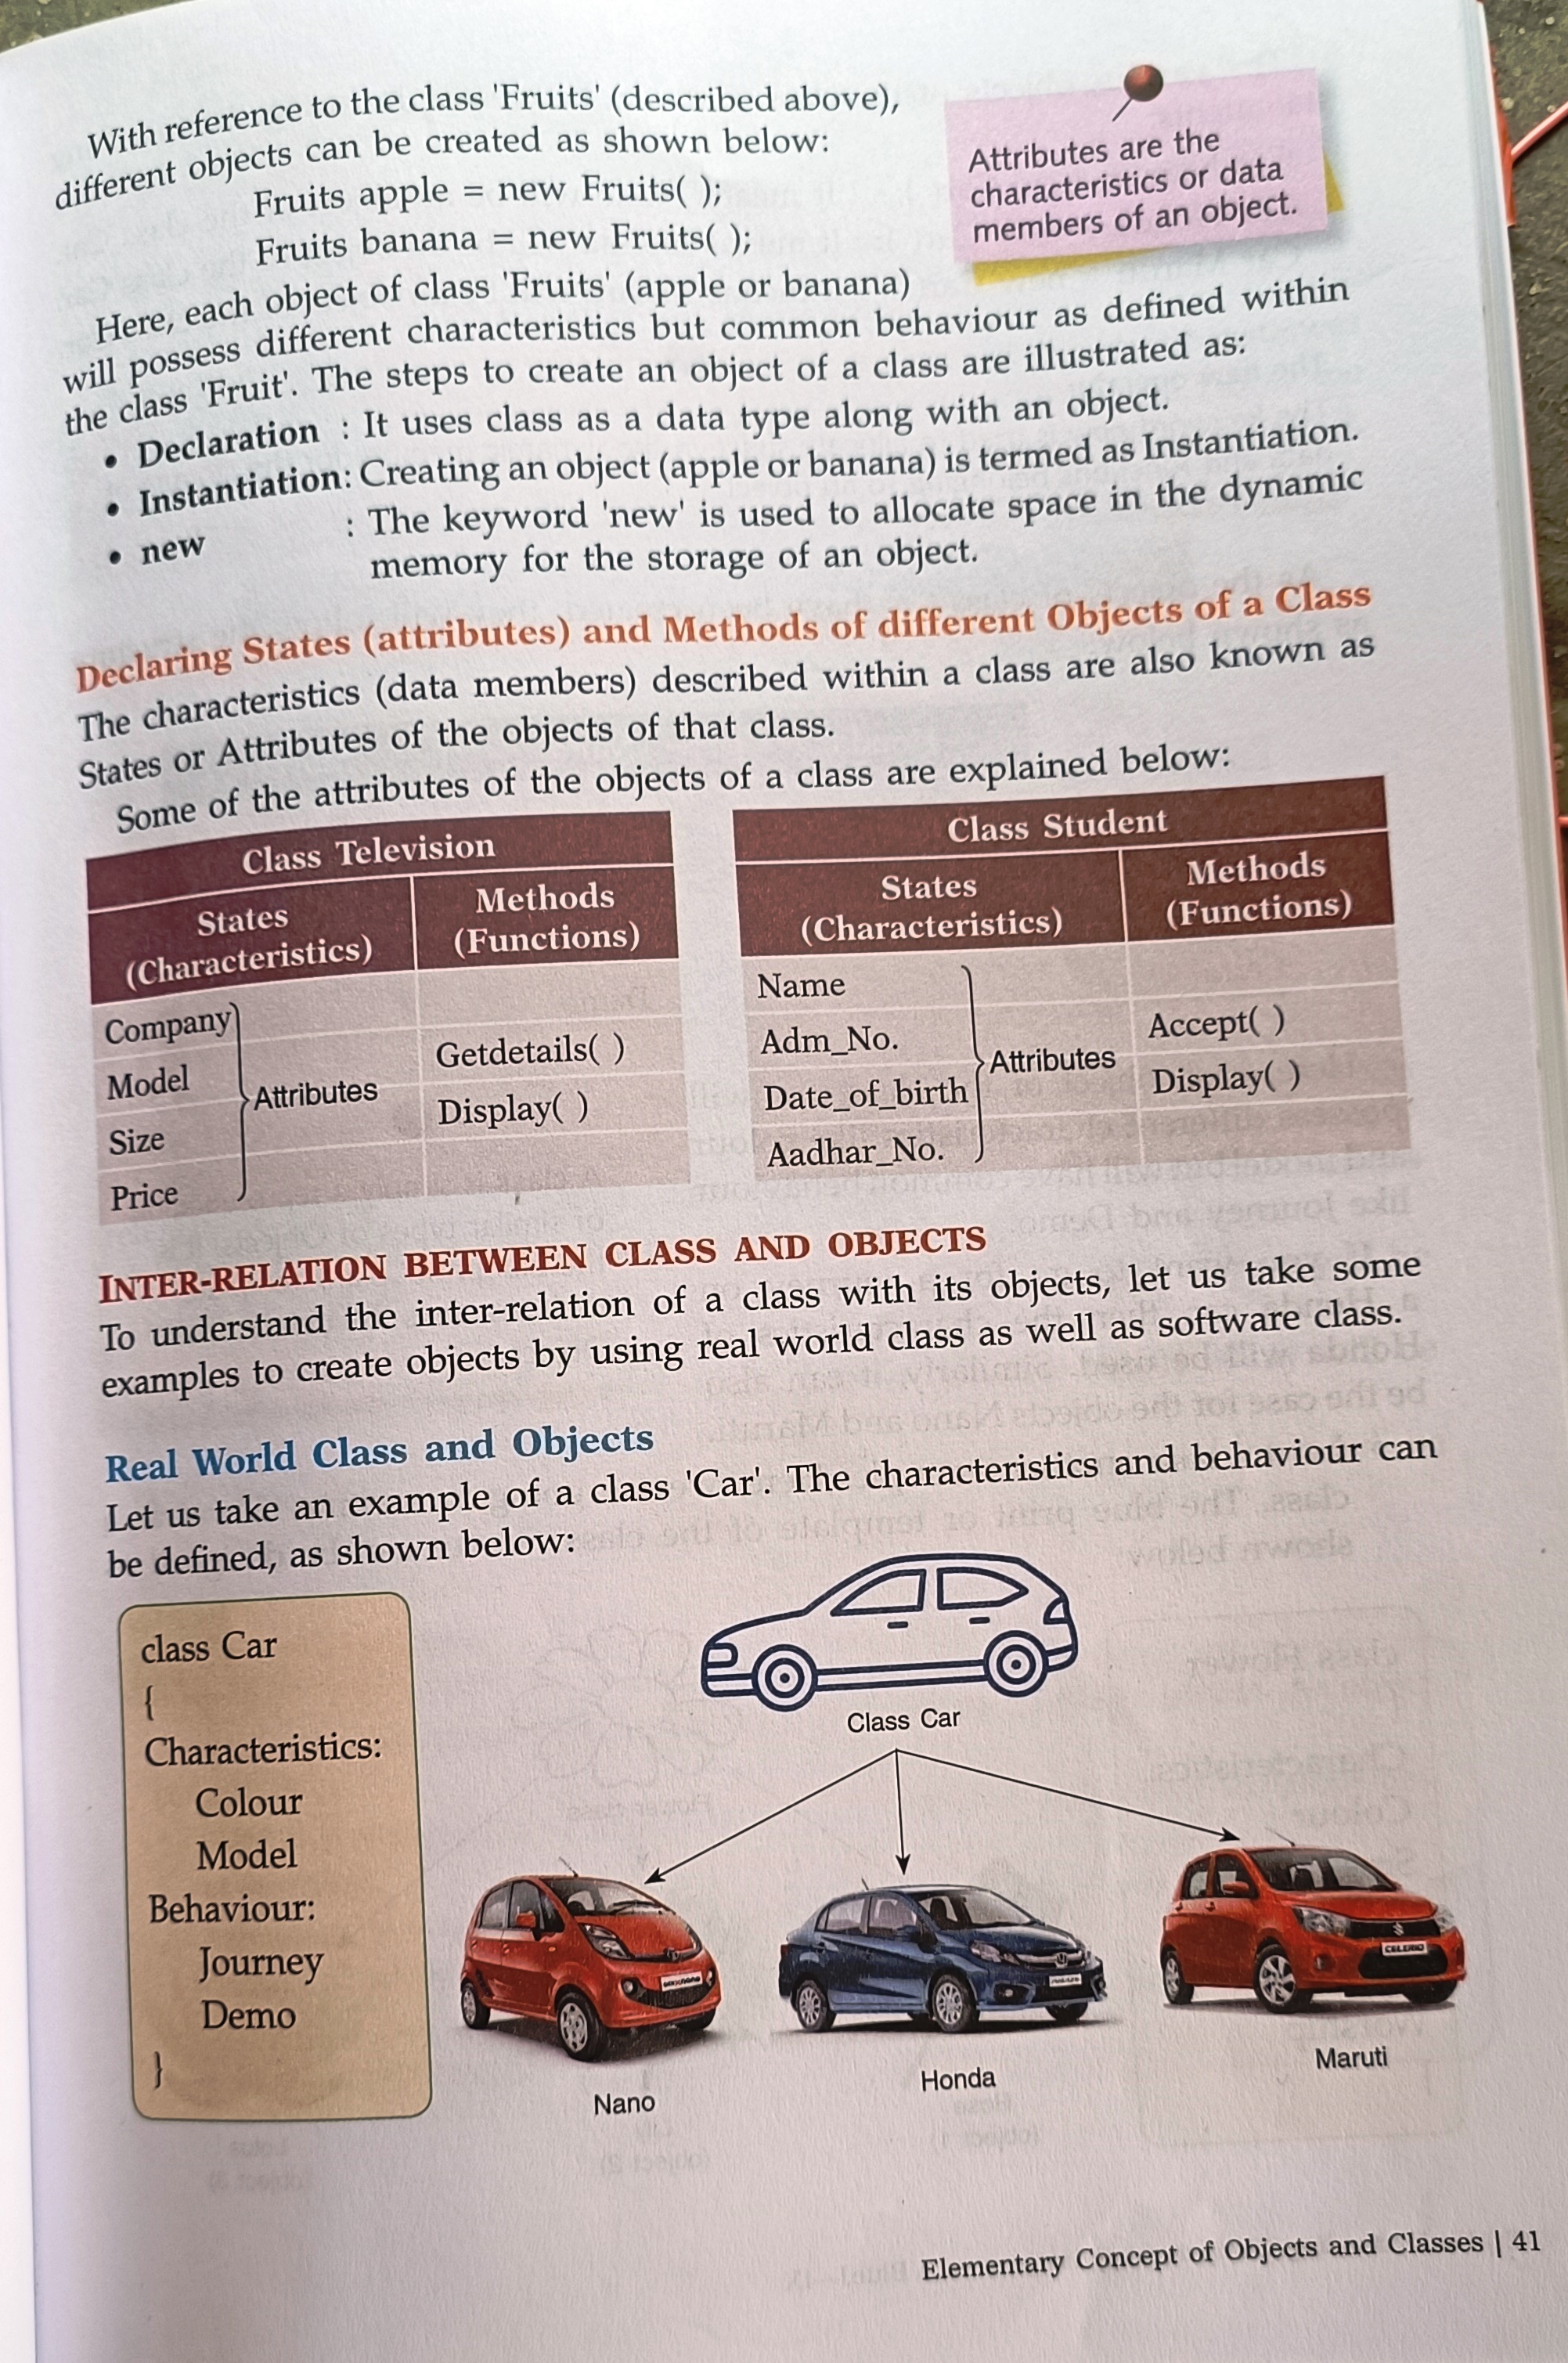 With reference to the class 'Fruits' (described above),
different objects can be created as shown below:
Fruits apple = new Fruits( );
Fruits banana = new Fruits( );
Attributes are the
characteristics or data
members of an object.
Here, each object of class 'Fruits' (apple or banana)
will possess different characteristics but common behaviour as defined within
the class 'Fruit'. The steps to create an object of a class are illustrated as:
• Declaration : It uses class as a data type along with an object.
• Instantiation: Creating an object (apple or banana) is termed as Instantiation.
• new : The keyword 'new' is used to allocate space in the dynamic
memory for the storage of an object.
Declaring States (attributes) and Methods of different Objects of a Class
The characteristics (data members) described within a class are also known as
States or Attributes of the objects of that class.
Some of the attributes of the objects of a class are explained below:
Class Television
States
(Characteristics)
Methods
(Functions)
Company
Model
Size
Price
Attributes
Getdetails( )
Display( )
Class Student
States
(Characteristics)
Methods
(Functions)
Name
Adm_No.
Date_of_birth
Aadhar_No.
Attributes
Accept( )
Display( )
INTER-RELATION BETWEEN CLASS AND OBJECTS
To understand the inter-relation of a class with its objects, let us take some
examples to create objects by using real world class as well as software class.
Real World Class and Objects
Let us take an example of a class 'Car'. The characteristics and behaviour can
be defined, as shown below:
class Car
{
Characteristics:
Colour
Model
Behaviour:
Journey
Demo
}
Class Car
CELERIO
Nano
Honda
Maruti
Elementary Concept of Objects and Classes | 41